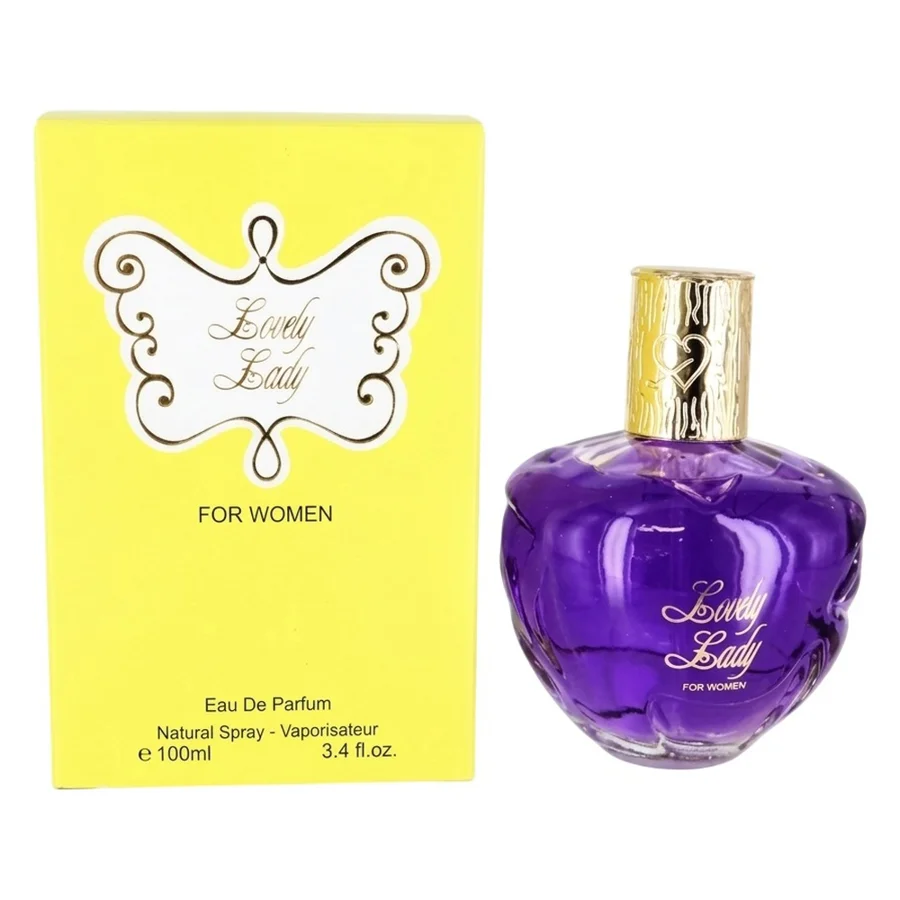 Lovely
Lady
FOR WOMEN
Eau De Parfum
Natural Spray - Vaporisateur
e 100ml 3.4 fl.oz.
Lovely
Lady
FOR WOMEN